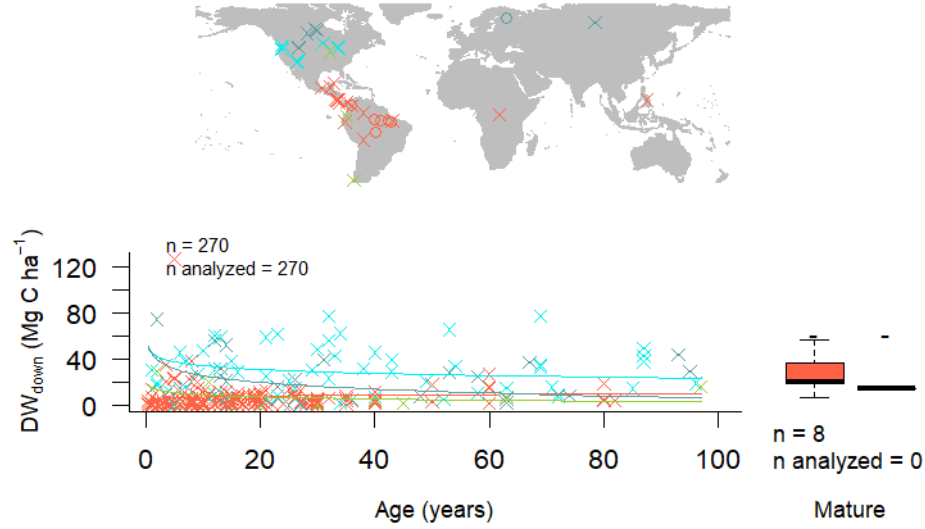 n = 270
n analyzed = 270
DWdown (Mg C ha−1)
120
80
40
0
0 20 40 60 80 100
Age (years)
- -
n = 8
n analyzed = 0
Mature